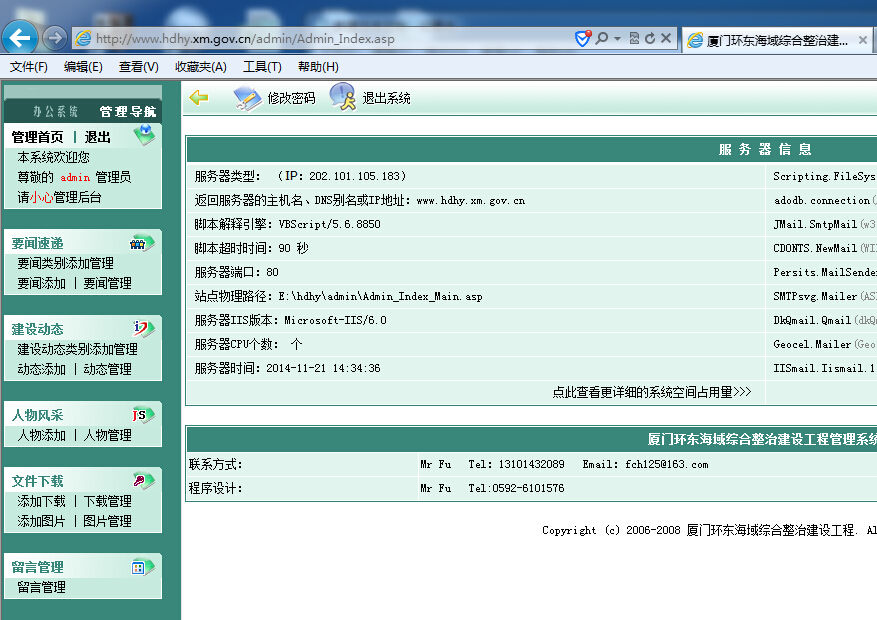 http://www.hdhy.xm.gov.cn/admin/Admin_Index.asp
厦门环东海域综合整治建...
文件(F) 编辑(E) 查看(V) 收藏夹(A) 工具(T) 帮助(H)
办公系统 管理导航
管理首页 | 退出
本系统欢迎您
尊敬的 admin 管理员
请小心管理后台
要闻速递
要闻类别添加管理
要闻添加 | 要闻管理
建设动态
建设动态类别添加管理
动态添加 | 动态管理
人物风采
人物添加 | 人物管理
文件下载
添加下载 | 下载管理
添加图片 | 图片管理
留言管理
留言管理
修改密码 退出系统
服 务 器 信 息
服务器类型： （IP：202.101.105.183） Scripting.FileSys
返回服务器的主机名、DNS别名或IP地址：www.hdhy.xm.gov.cn adodb.connection(
脚本解释引擎：VBScript/5.6.8850 JMail.SmtpMail(w3
脚本超时时间：90 秒 CDONTS.NewMail(WI
服务器端口：80 Persits.MailSende
站点物理路径：E:\hdhy\admin\Admin_Index_Main.asp SMTPsvg.Mailer(AS
服务器IIS版本：Microsoft-IIS/6.0 DkQmail.Qmail(dkQ
服务器CPU个数： 个 Geocel.Mailer(Geo
服务器时间：2014-11-21 14:34:36 IISmail.Iismail.1
点此查看更详细的系统空间占用量>>>
厦门环东海域综合整治建设工程管理系统
联系方式： Mr Fu Tel：13101432089 Email：fch125@163.com
程序设计： Mr Fu Tel:0592-6101576
Copyright (c) 2006-2008 厦门环东海域综合整治建设工程. Al